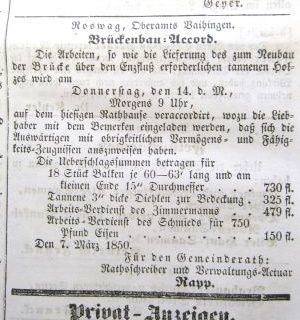 Geyer.
Roswag, Oberamts Vaihingen.
Brückenbau-Accord.
Die Arbeiten, so wie die Lieferung des zum Neubau
der Brücke über den Enzfluß erforderlichen tannenen Hol-
zes wird am
Donnerstag, den 14. d. M.,
Morgens 9 Uhr,
auf dem hiesigen Rathhause veraccordirt, wozu die Lieb-
haber mit dem Bemerken eingeladen werden, daß sich die
Auswärtigen mit obrigkeitlichen Vermögens- und Fähig-
keits-Zeugnissen auszuweisen haben.
Die Ueberschlagssummen betragen für
18 Stück Balken je 60—63' lang und am
kleinen Ende 15" Durchmesser . . . 730 fl.
Tannene 3" dicke Diehlen zur Bedeckung . 325 fl.
Arbeits-Verdienst des Zimmermanns . . 479 fl.
Arbeits-Verdienst des Schmieds für 750
Pfund Eisen . . . . . . 150 fl.
Den 7. März 1850.
Für den Gemeinderath:
Rathsschreiber und Verwaltungs-Actuar
Rapp.
Privat-Anzeigen.